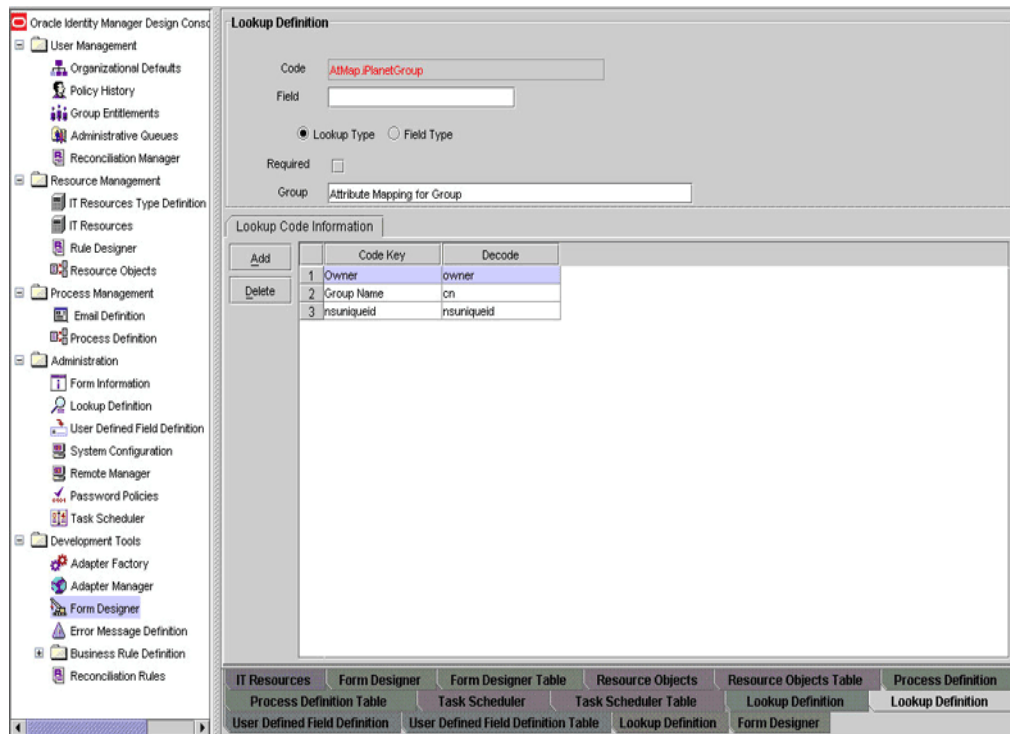 Oracle Identity Manager Design Conso
User Management
Organizational Defaults
Policy History
Group Entitlements
Administrative Queues
Reconciliation Manager
Resource Management
IT Resources Type Definition
IT Resources
Rule Designer
Resource Objects
Process Management
Email Definition
Process Definition
Administration
Form Information
Lookup Definition
User Defined Field Definition
System Configuration
Remote Manager
Password Policies
Task Scheduler
Development Tools
Adapter Factory
Adapter Manager
Form Designer
Error Message Definition
Business Rule Definition
Reconciliation Rules
Lookup Definition
Code AtMap.iPlanetGroup
Field
Lookup Type Field Type
Required
Group Attribute Mapping for Group
Lookup Code Information
Add
Delete
Code Key Decode
1 Owner owner
2 Group Name cn
3 nsuniqueid nsuniqueid
IT Resources Form Designer Form Designer Table Resource Objects Resource Objects Table Process Definition
Process Definition Table Task Scheduler Task Scheduler Table Lookup Definition Lookup Definition
User Defined Field Definition User Defined Field Definition Table Lookup Definition Form Designer